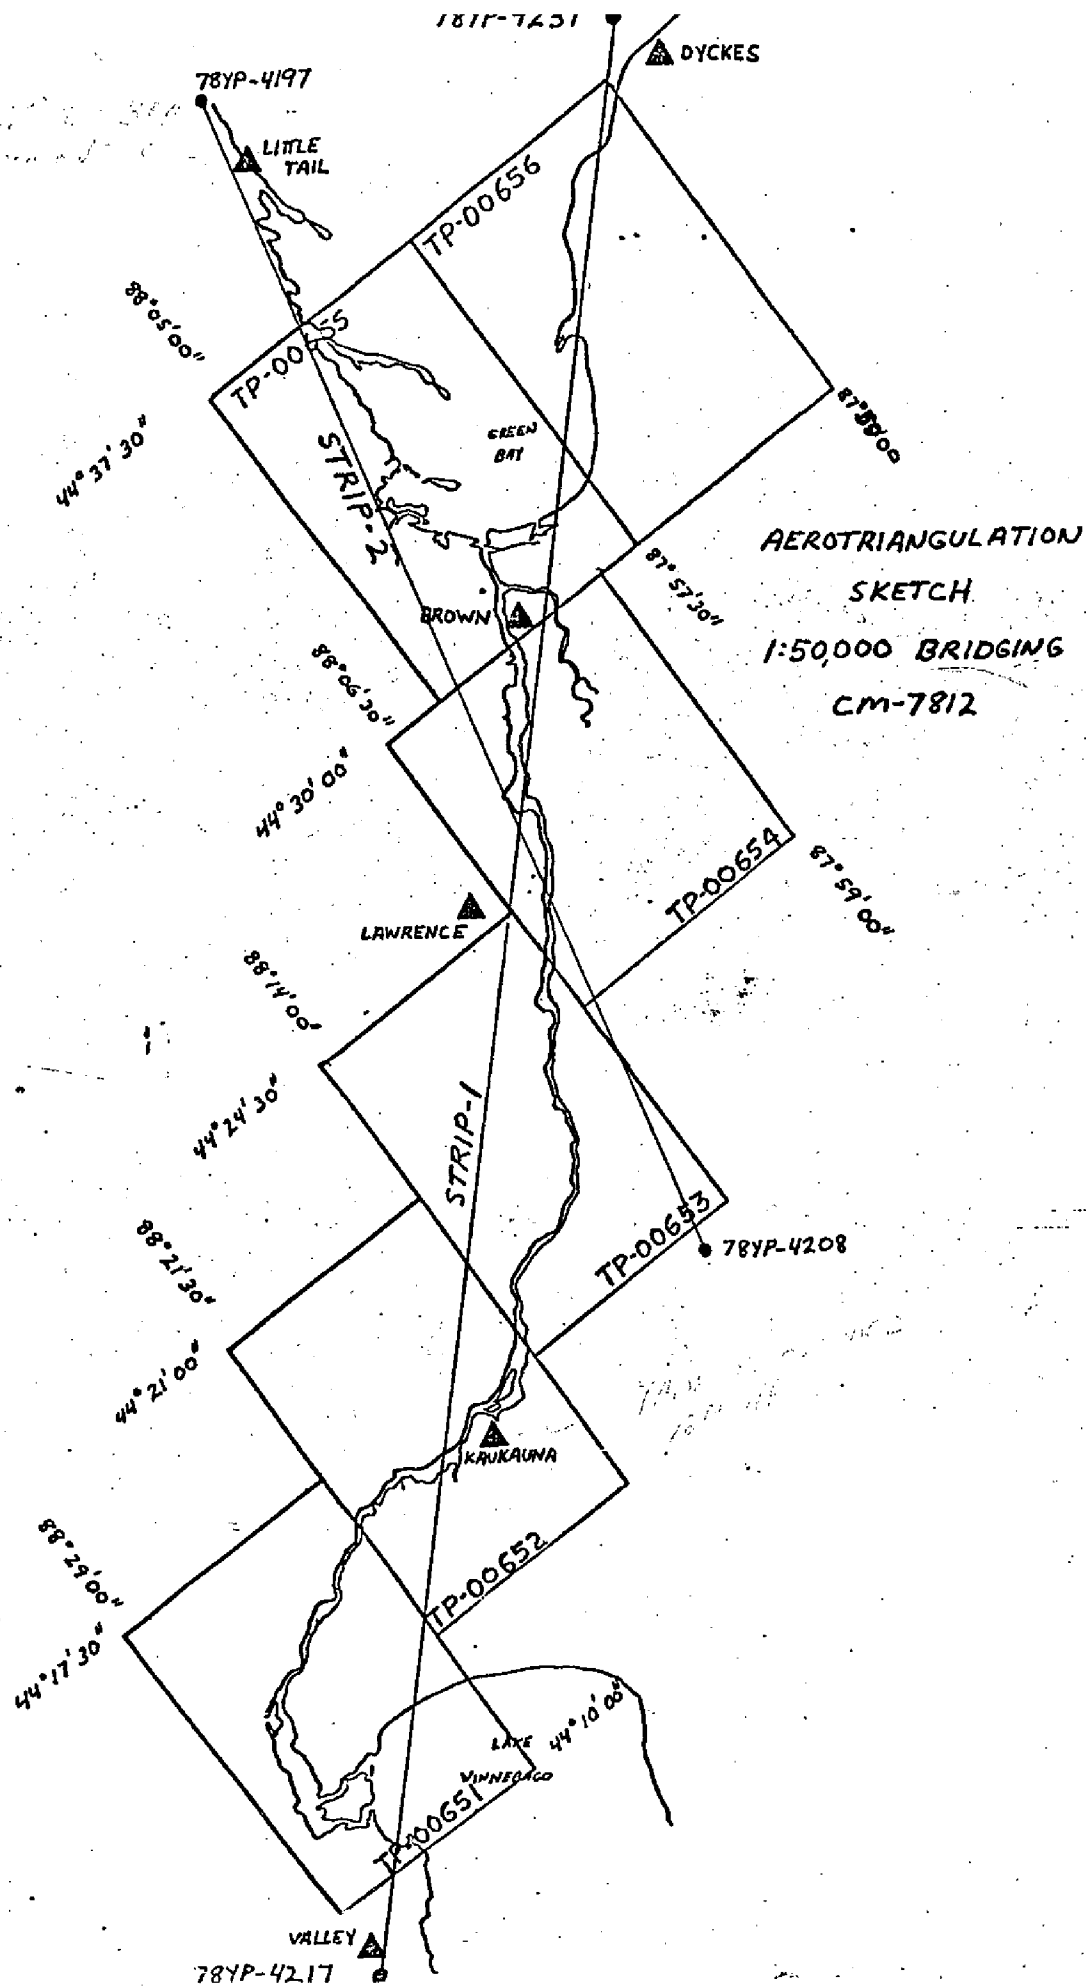 78YP-4231
DYCKES
78YP-4197
LITTLE
TAIL
TP-00656
88°05'00"
TP-00 55
44°37'30"
STRIP-2
GREEN
BAY
87° 00
AEROTRIANGULATION
SKETCH
1:50,000 BRIDGING
CM-7812
87°57'30"
BROWN
88°06'30"
44°30'00"
TP-00654
87°59'00"
LAWRENCE
88°14'00"
44°24'30"
STRIP-1
TP-00653
78YP-4208
88°21'30"
44°21'00"
KAUKAUNA
TP-00652
88°29'00"
44°17'30"
44°10'00"
LAKE
WINNEBAGO
TP-00651
VALLEY
78YP-4217